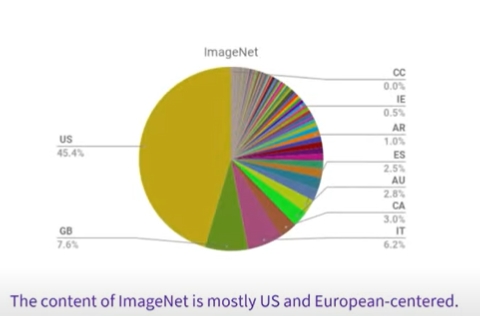 ImageNet
CC
0.0%
IE
0.5%
AR
1.0%
ES
2.5%
AU
2.8%
CA
3.0%
IT
6.2%
US
45.4%
GB
7.6%
The content of ImageNet is mostly US and European-centered.